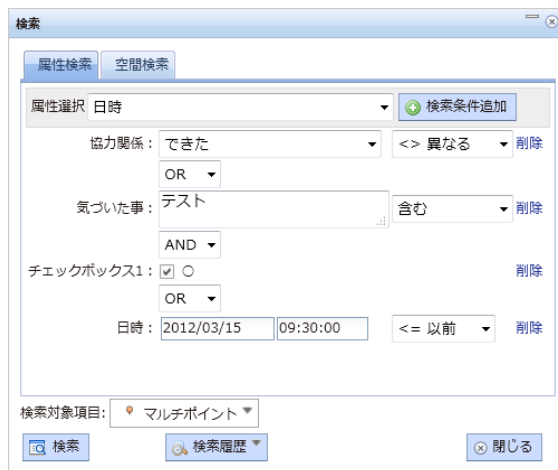 検索
属性検索 空間検索
属性選択 日時 検索条件追加
協力関係 : できた <> 異なる 削除
OR
気づいた事 : テスト 含む 削除
AND
チェックボックス1 : ○ 削除
OR
日時 : 2012/03/15 09:30:00 <= 以前 削除
検索対象項目: マルチポイント
検索 検索履歴 閉じる